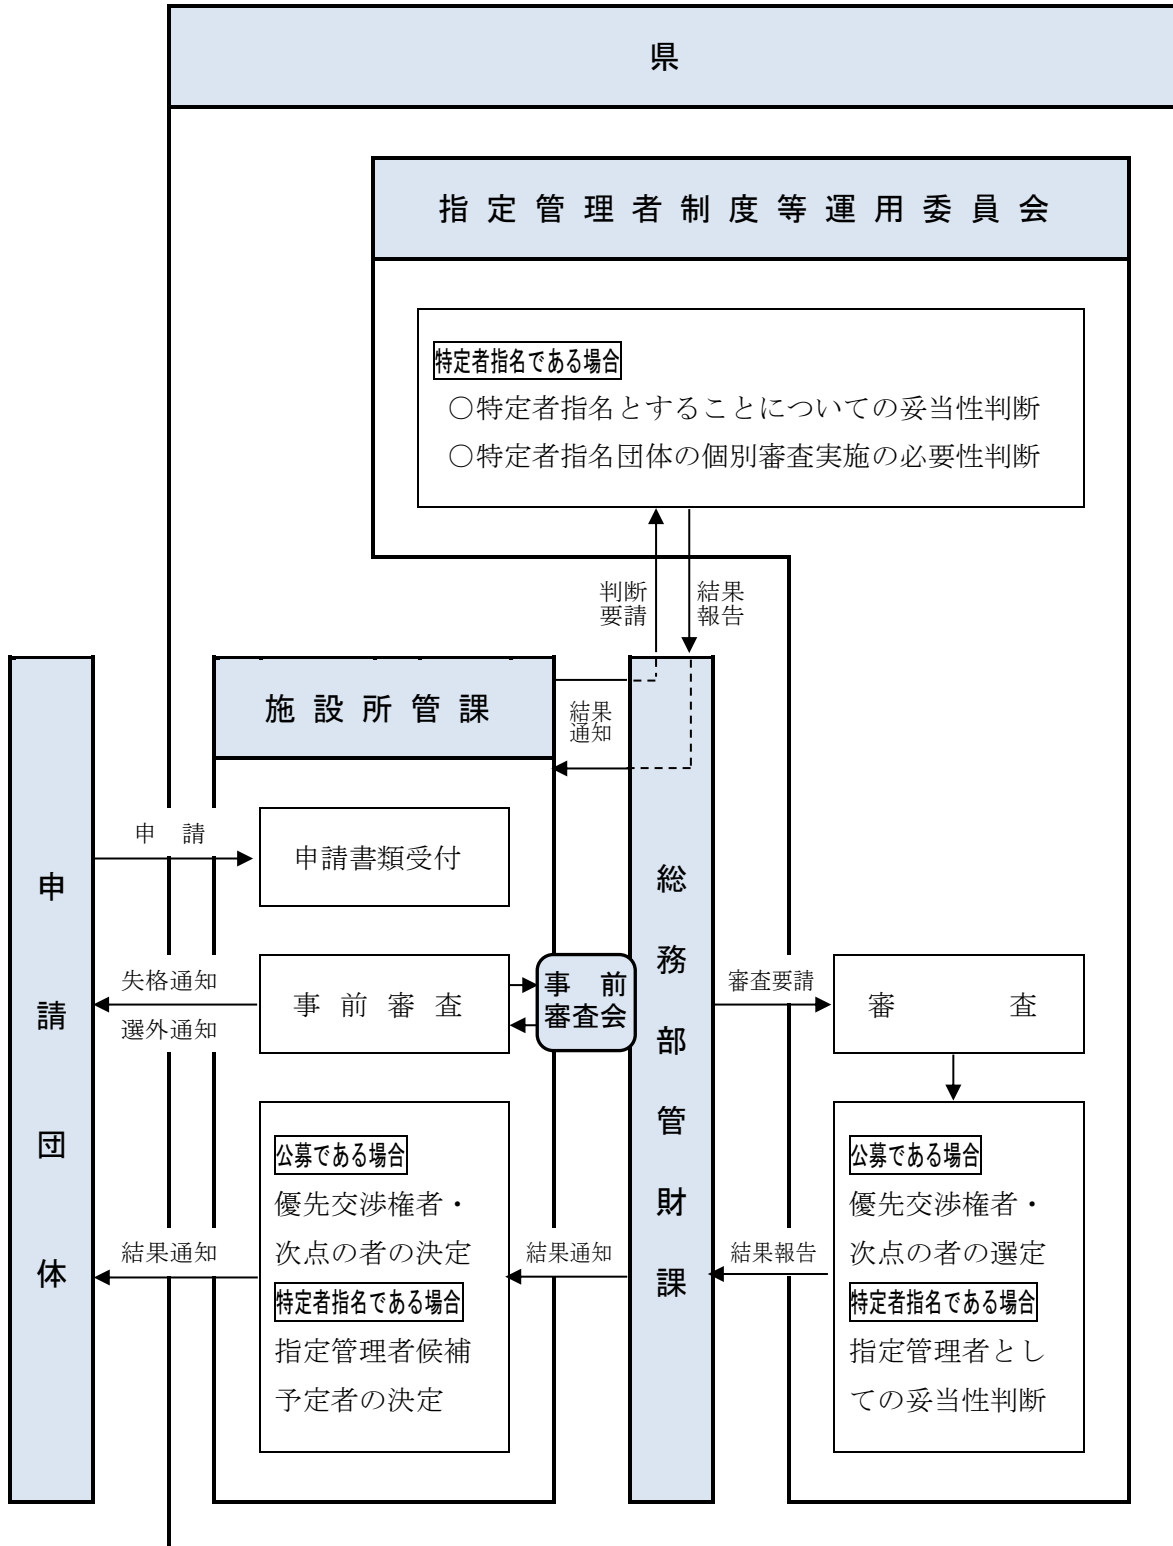 県
指定管理者制度等運用委員会
特定者指名である場合
○特定者指名とすることについての妥当性判断
○特定者指名団体の個別審査実施の必要性判断
判断
要請
結果
報告
施設所管課
結果
通知
申　請
申請書類受付
申請団体
総務部管財課
失格通知
選外通知
事前審査
事　前
審査会
審査要請
審　査
公募である場合
優先交渉権者・
次点の者の決定
特定者指名である場合
指定管理者候補
予定者の決定
結果通知
結果通知
結果報告
公募である場合
優先交渉権者・
次点の者の選定
特定者指名である場合
指定管理者とし
ての妥当性判断